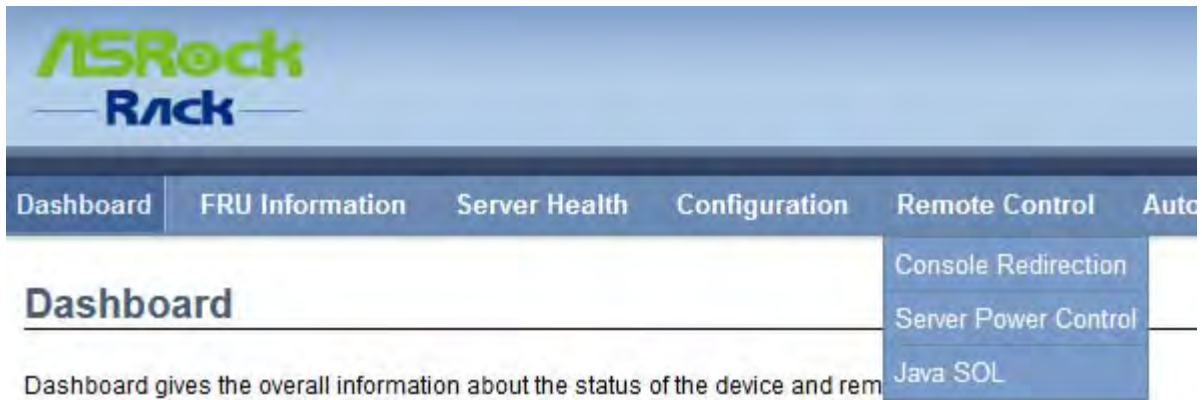 ASRock
Rack
Dashboard FRU Information Server Health Configuration Remote Control Auto
Console Redirection
Dashboard
Server Power Control
Dashboard gives the overall information about the status of the device and rem
Java SOL